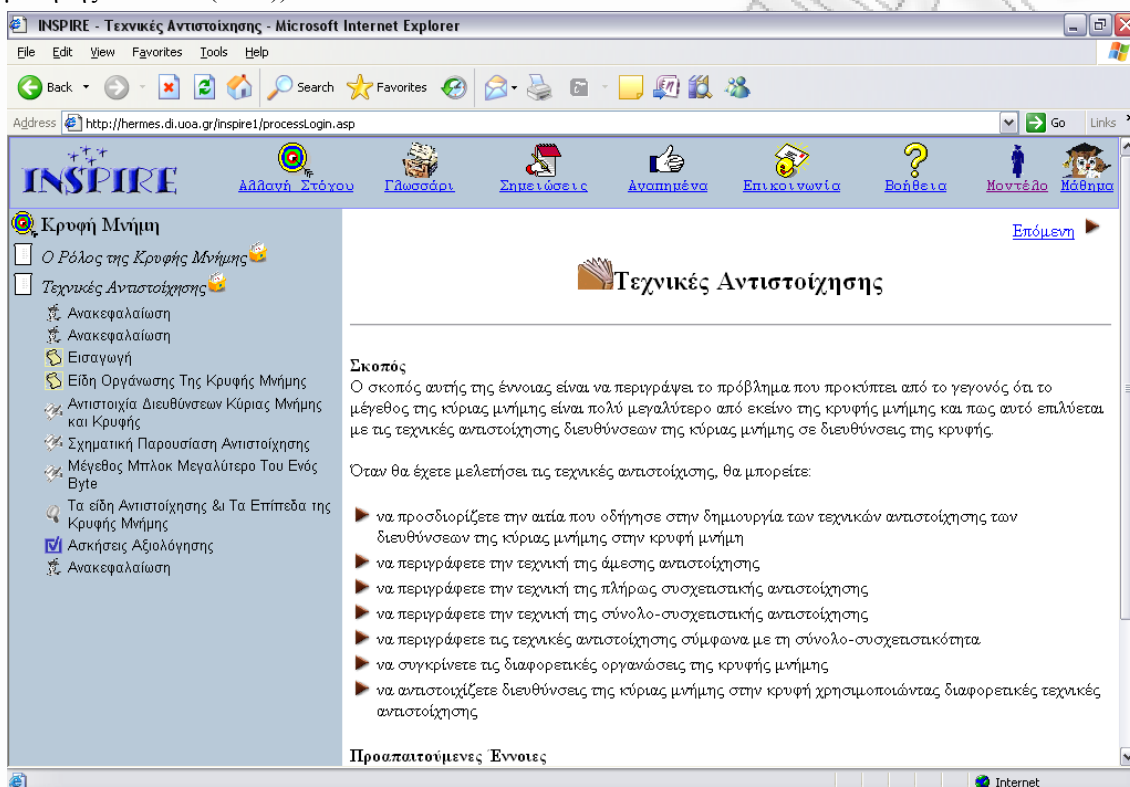 INSPIRE - Τεχνικές Αντιστοίχησης - Microsoft Internet Explorer
File Edit View Favorites Tools Help
Back Search Favorites
Address http://hermes.di.uoa.gr/inspire1/processLogin.asp Go Links
INSPIRE Αλλαγή Στόχου Γλωσσάρι Σημειώσεις Αγαπημένα Επικοινωνία Βοήθεια Μοντέλο Μάθημα
Κρυφή Μνήμη
Ο Ρόλος της Κρυφής Μνήμης
Τεχνικές Αντιστοίχησης
Ανακεφαλαίωση
Ανακεφαλαίωση
Εισαγωγή
Είδη Οργάνωσης Της Κρυφής Μνήμης
Αντιστοιχία Διευθύνσεων Κύριας Μνήμης
και Κρυφής
Σχηματική Παρουσίαση Αντιστοίχησης
Μέγεθος Μπλοκ Μεγαλύτερο Του Ενός
Byte
Τα είδη Αντιστοίχησης &ι Τα Επίπεδα της
Κρυφής Μνήμης
Ασκήσεις Αξιολόγησης
Ανακεφαλαίωση
Επόμενη
Τεχνικές Αντιστοίχησης
Σκοπός
Ο σκοπός αυτής της έννοιας είναι να περιγράψει το πρόβλημα που προκύπτει από το γεγονός ότι το
μέγεθος της κύριας μνήμης είναι πολύ μεγαλύτερο από εκείνο της κρυφής μνήμης και πως αυτό επιλύεται
με τις τεχνικές αντιστοίχησης διευθύνσεων της κύριας μνήμης σε διευθύνσεις της κρυφής.
Όταν θα έχετε μελετήσει τις τεχνικές αντιστοίχισης, θα μπορείτε:
να προσδιορίζετε την αιτία που οδήγησε στην δημιουργία των τεχνικών αντιστοίχησης των
διευθύνσεων της κύριας μνήμης στην κρυφή μνήμη
να περιγράφετε την τεχνική της άμεσης αντιστοίχησης
να περιγράφετε την τεχνική της πλήρως συσχετιστικής αντιστοίχησης
να περιγράφετε την τεχνική της σύνολο-συσχετιστικής αντιστοίχησης
να περιγράφετε τις τεχνικές αντιστοίχησης σύμφωνα με τη σύνολο-συσχετιστικότητα
να συγκρίνετε τις διαφορετικές οργανώσεις της κρυφής μνήμης
να αντιστοιχίζετε διευθύνσεις της κύριας μνήμης στην κρυφή χρησιμοποιώντας διαφορετικές τεχνικές
αντιστοίχησης
Προαπαιτούμενες Έννοιες
Internet